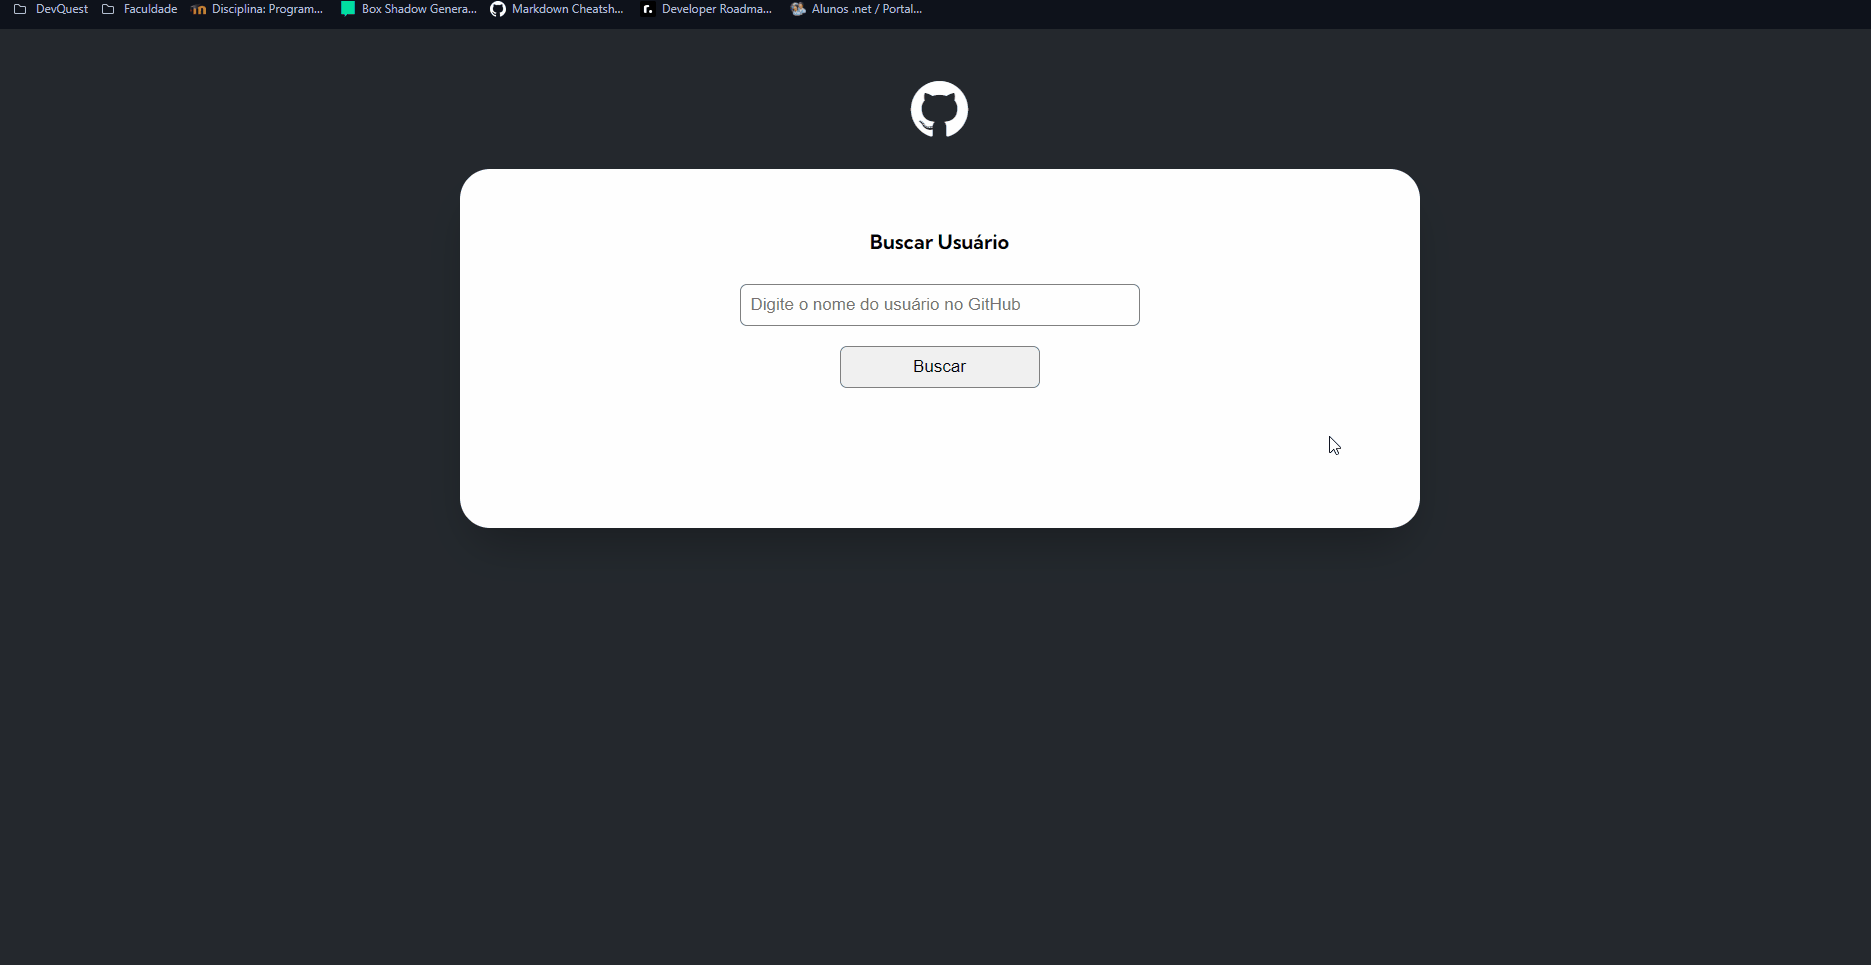 DevQuest Faculdade Disciplina: Program... Box Shadow Genera... Markdown Cheatsh... Developer Roadma... Alunos .net / Portal...
Buscar Usuário
Digite o nome do usuário no GitHub
Buscar